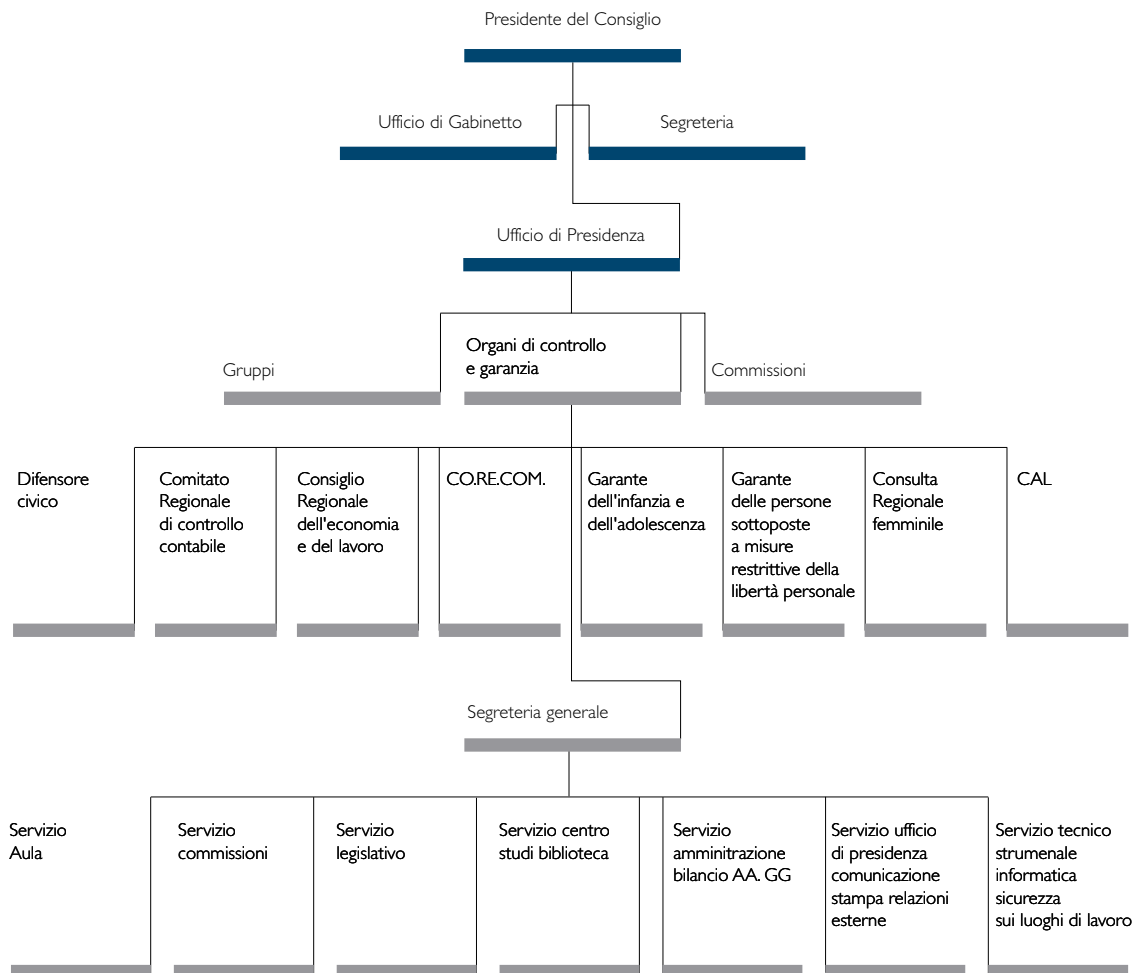 Presidente del Consiglio
Ufficio di Gabinetto
Segreteria
Ufficio di Presidenza
Gruppi
Organi di controllo
e garanzia
Commissioni
Difensore
civico
Comitato
Regionale
di controllo
contabile
Consiglio
Regionale
dell'economia
e del lavoro
CO.RE.COM.
Garante
dell'infanzia e
dell'adolescenza
Garante
delle persone
sottoposte
a misure
restrittive della
libertà personale
Consulta
Regionale
femminile
CAL
Segreteria generale
Servizio
Aula
Servizio
commissioni
Servizio
legislativo
Servizio centro
studi biblioteca
Servizio
amminitrazione
bilancio AA. GG
Servizio ufficio
di presidenza
comunicazione
stampa relazioni
esterne
Servizio tecnico
strumenale
informatica
sicurezza
sui luoghi di lavoro